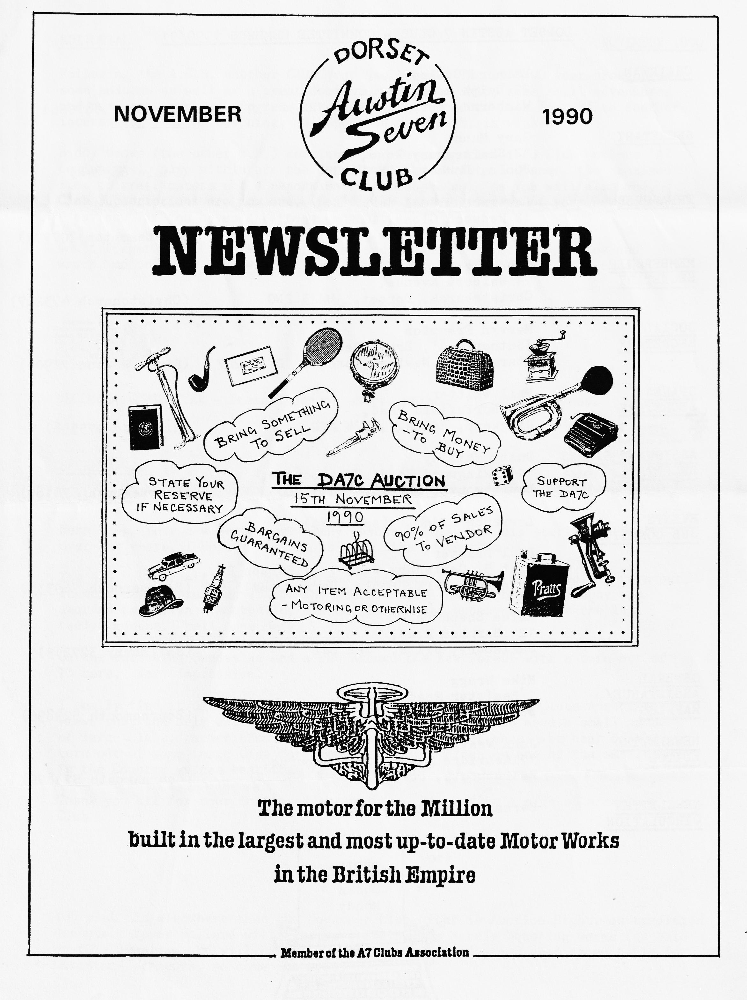 DORSET
NOVEMBER
Austin
Seven
1990
CLUB
NEWSLETTER
BRING SOMETHING
TO SELL
BRING MONEY
-TO BUY
STATE YOUR
RESERVE
IF NECESSARY
THE DA7C AUCTION
15TH NOVEMBER
1990
SUPPORT
THE DA7C
BARGAINS
GUARANTEED
90% OF SALES
TO VENDOR
ANY ITEM ACCEPTABLE
- MOTORING OR OTHERWISE
Pratts
The motor for the Million
built in the largest and most up-to-date Motor Works
in the British Empire
Member of the A7 Clubs Association